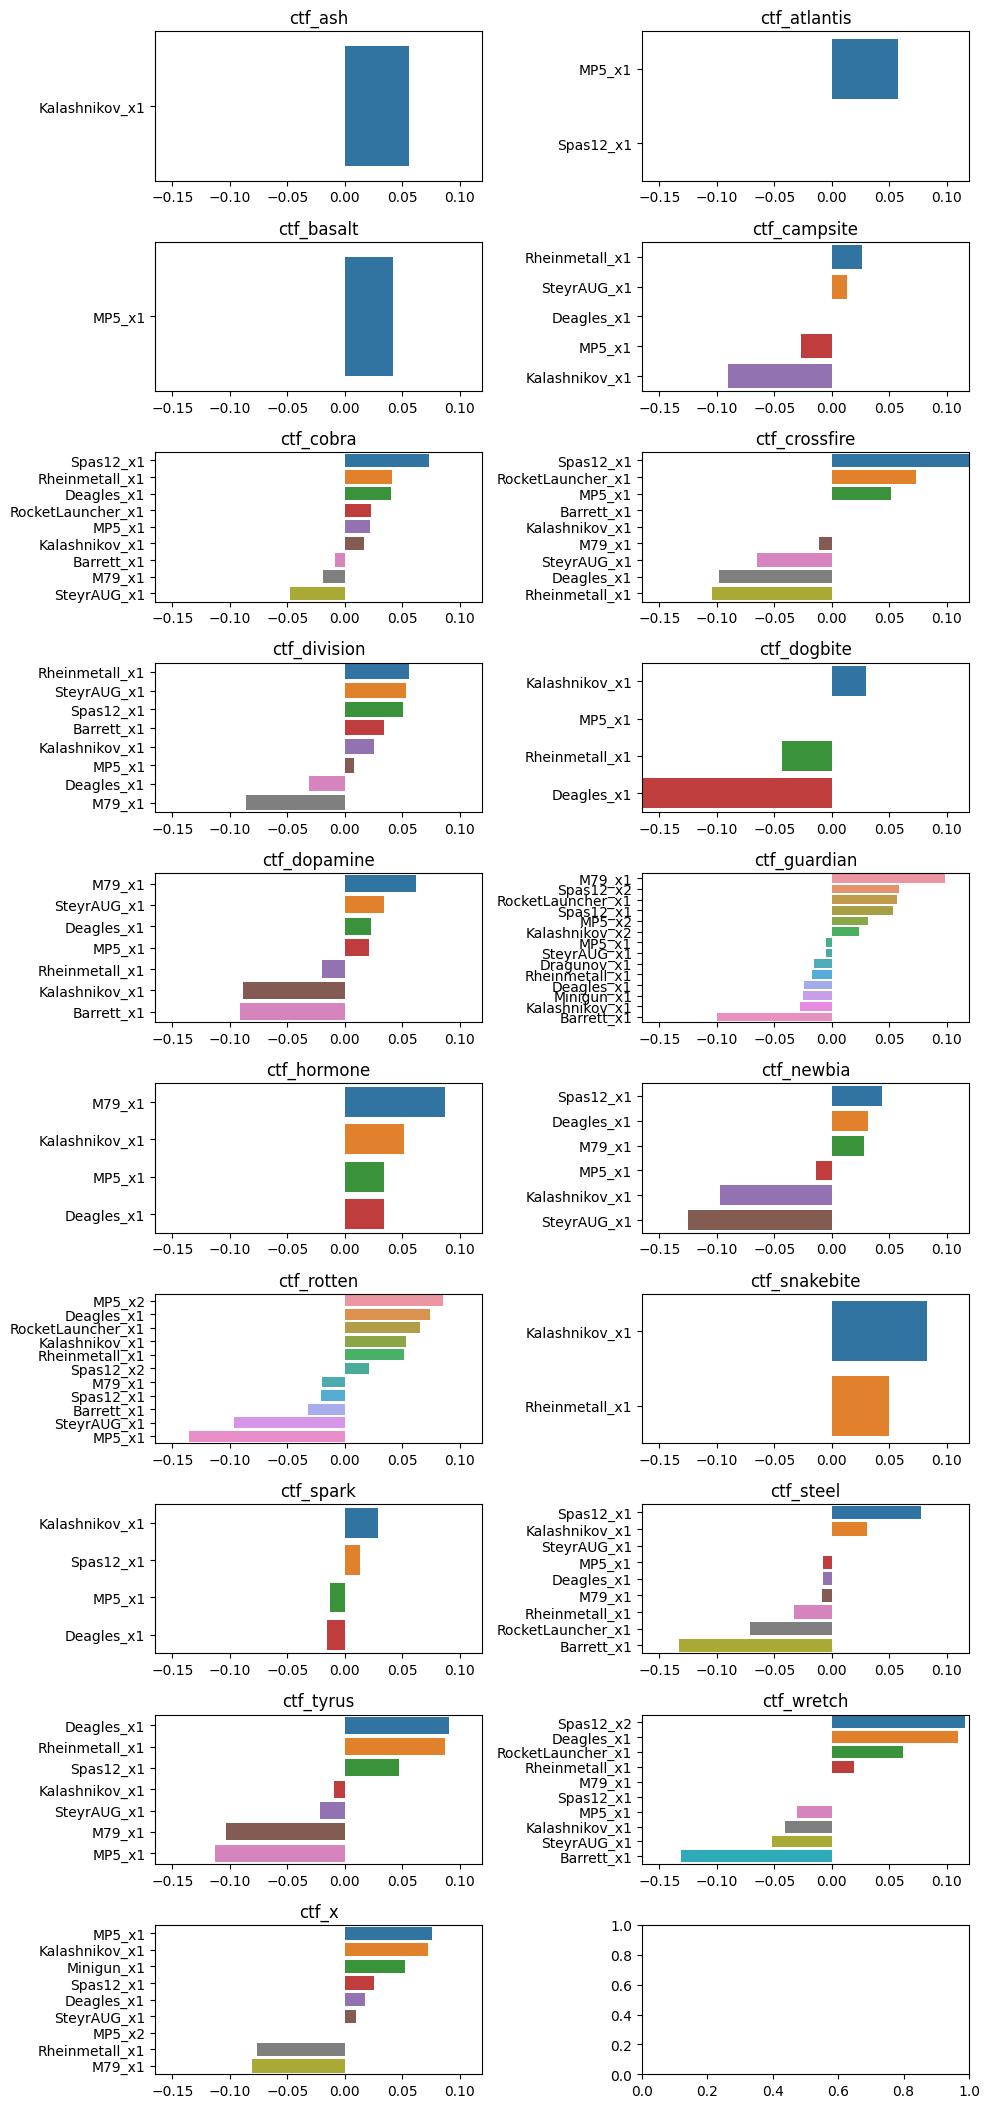 ctf_ash
Kalashnikov_x1
−0.15 −0.10 −0.05 0.00 0.05 0.10
ctf_atlantis
MP5_x1
Spas12_x1
−0.15 −0.10 −0.05 0.00 0.05 0.10
ctf_basalt
MP5_x1
−0.15 −0.10 −0.05 0.00 0.05 0.10
ctf_campsite
Rheinmetall_x1
SteyrAUG_x1
Deagles_x1
MP5_x1
Kalashnikov_x1
−0.15 −0.10 −0.05 0.00 0.05 0.10
ctf_cobra
Spas12_x1
Rheinmetall_x1
Deagles_x1
RocketLauncher_x1
MP5_x1
Kalashnikov_x1
Barrett_x1
M79_x1
SteyrAUG_x1
−0.15 −0.10 −0.05 0.00 0.05 0.10
ctf_crossfire
Spas12_x1
RocketLauncher_x1
MP5_x1
Barrett_x1
Kalashnikov_x1
M79_x1
SteyrAUG_x1
Deagles_x1
Rheinmetall_x1
−0.15 −0.10 −0.05 0.00 0.05 0.10
ctf_division
Rheinmetall_x1
SteyrAUG_x1
Spas12_x1
Barrett_x1
Kalashnikov_x1
MP5_x1
Deagles_x1
M79_x1
−0.15 −0.10 −0.05 0.00 0.05 0.10
ctf_dogbite
Kalashnikov_x1
MP5_x1
Rheinmetall_x1
Deagles_x1
−0.15 −0.10 −0.05 0.00 0.05 0.10
ctf_dopamine
M79_x1
SteyrAUG_x1
Deagles_x1
MP5_x1
Rheinmetall_x1
Kalashnikov_x1
Barrett_x1
−0.15 −0.10 −0.05 0.00 0.05 0.10
ctf_guardian
M79_x1
Spas12_x2
RocketLauncher_x1
Spas12_x1
MP5_x2
Kalashnikov_x2
MP5_x1
SteyrAUG_x1
Dragunov_x1
Rheinmetall_x1
Deagles_x1
Minigun_x1
Kalashnikov_x1
Barrett_x1
−0.15 −0.10 −0.05 0.00 0.05 0.10
ctf_hormone
M79_x1
Kalashnikov_x1
MP5_x1
Deagles_x1
−0.15 −0.10 −0.05 0.00 0.05 0.10
ctf_newbia
Spas12_x1
Deagles_x1
M79_x1
MP5_x1
Kalashnikov_x1
SteyrAUG_x1
−0.15 −0.10 −0.05 0.00 0.05 0.10
ctf_rotten
MP5_x2
Deagles_x1
RocketLauncher_x1
Kalashnikov_x1
Rheinmetall_x1
Spas12_x2
M79_x1
Spas12_x1
Barrett_x1
SteyrAUG_x1
MP5_x1
−0.15 −0.10 −0.05 0.00 0.05 0.10
ctf_snakebite
Kalashnikov_x1
Rheinmetall_x1
−0.15 −0.10 −0.05 0.00 0.05 0.10
ctf_spark
Kalashnikov_x1
Spas12_x1
MP5_x1
Deagles_x1
−0.15 −0.10 −0.05 0.00 0.05 0.10
ctf_steel
Spas12_x1
Kalashnikov_x1
SteyrAUG_x1
MP5_x1
Deagles_x1
M79_x1
Rheinmetall_x1
RocketLauncher_x1
Barrett_x1
−0.15 −0.10 −0.05 0.00 0.05 0.10
ctf_tyrus
Deagles_x1
Rheinmetall_x1
Spas12_x1
Kalashnikov_x1
SteyrAUG_x1
M79_x1
MP5_x1
−0.15 −0.10 −0.05 0.00 0.05 0.10
ctf_wretch
Spas12_x2
Deagles_x1
RocketLauncher_x1
Rheinmetall_x1
M79_x1
Spas12_x1
MP5_x1
Kalashnikov_x1
SteyrAUG_x1
Barrett_x1
−0.15 −0.10 −0.05 0.00 0.05 0.10
ctf_x
MP5_x1
Kalashnikov_x1
Minigun_x1
Spas12_x1
Deagles_x1
SteyrAUG_x1
MP5_x2
Rheinmetall_x1
M79_x1
−0.15 −0.10 −0.05 0.00 0.05 0.10
1.0
0.8
0.6
0.4
0.2
0.0
0.0 0.2 0.4 0.6 0.8 1.0